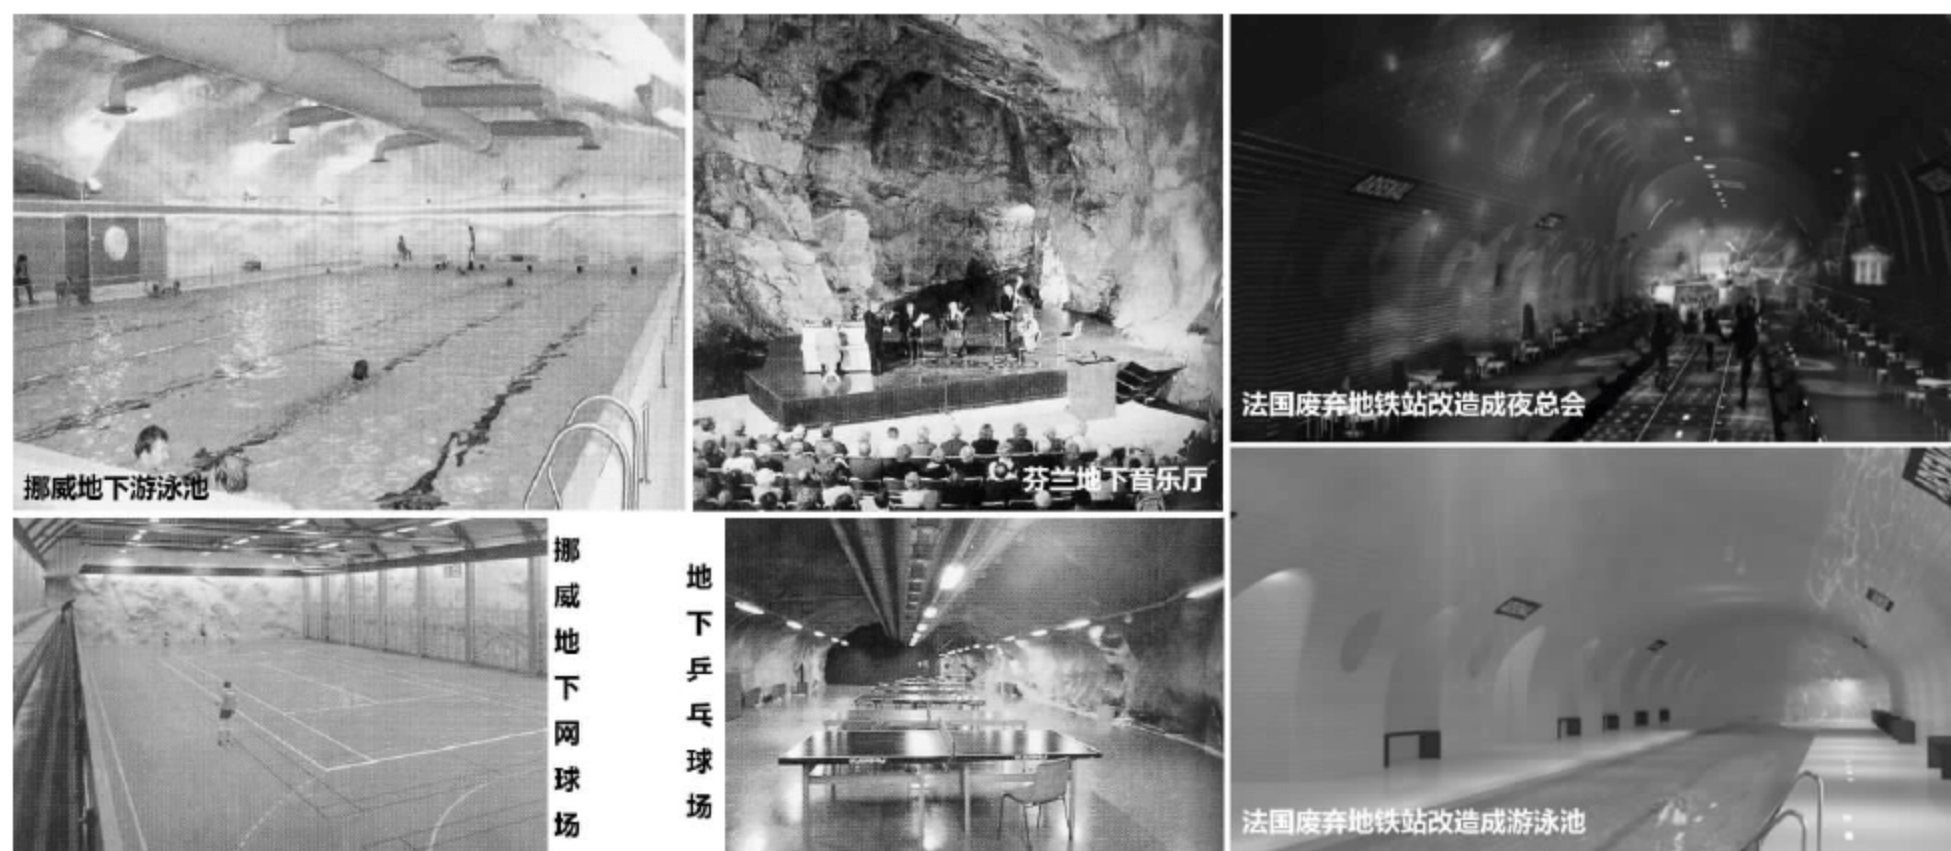 挪威地下游泳池
芬兰地下音乐厅
法国废弃地铁站改造成夜总会
挪威地下网球场
地下乒乓球场
法国废弃地铁站改造成游泳池